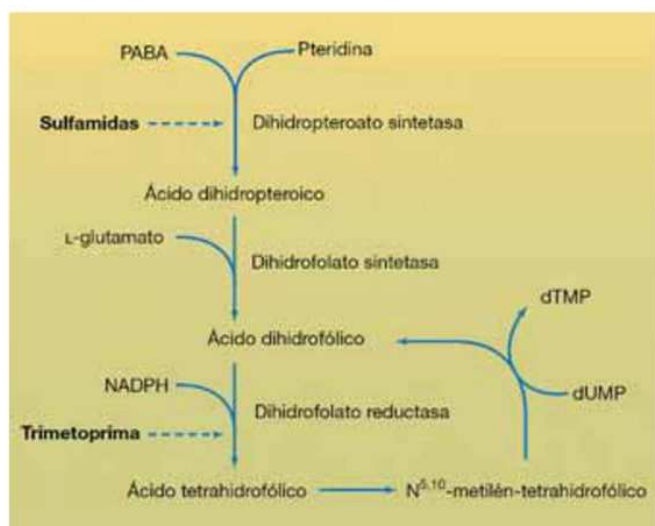 PABA
Pteridina
Sulfamidas
Dihidropteroato sintetasa
Ácido dihidropteroico
L-glutamato
Dihidrofolato sintetasa
dTMP
Ácido dihidrofólico
NADPH
dUMP
Dihidrofolato reductasa
Trimetoprima
Ácido tetrahidrofólico
N5,10-metilén-tetrahidrofólico